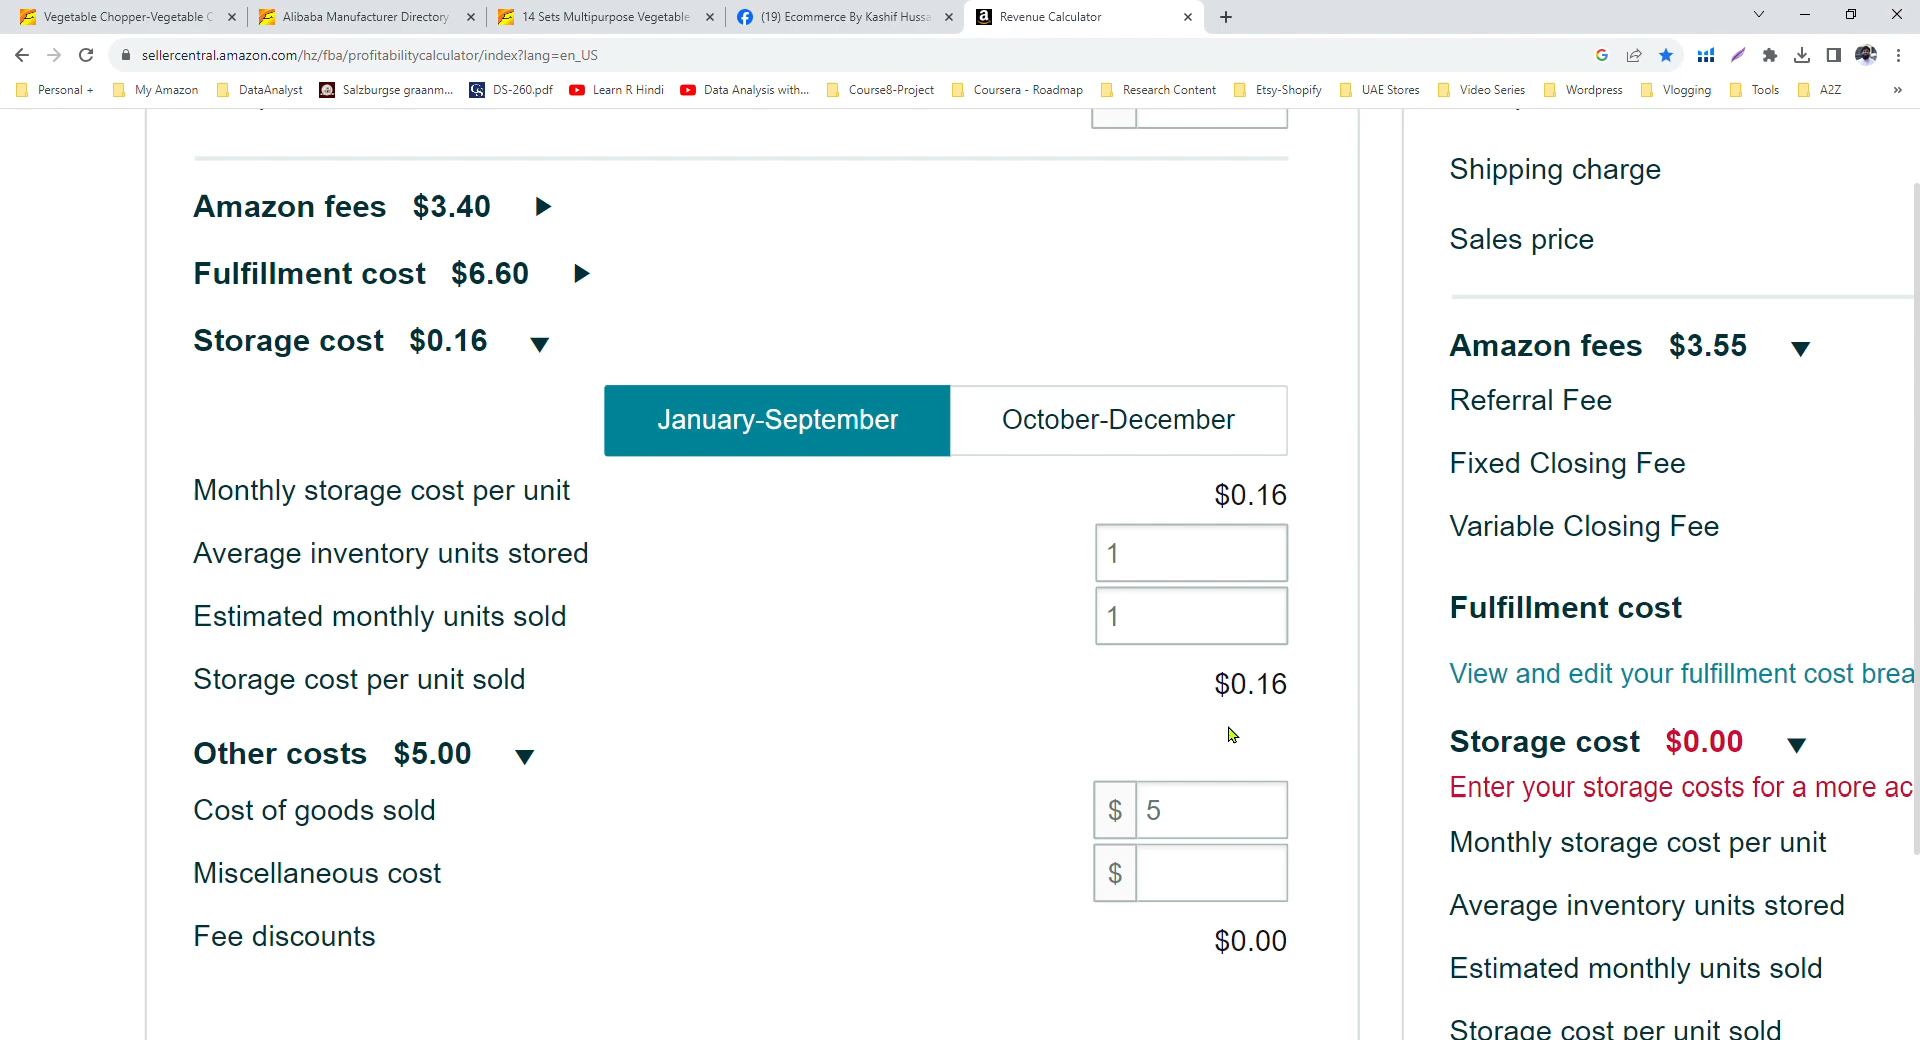 Vegetable Chopper-Vegetable C
Alibaba Manufacturer Directory
14 Sets Multipurpose Vegetable
(19) Ecommerce By Kashif Hussa
Revenue Calculator
sellercentral.amazon.com/hz/fba/profitabilitycalculator/index?lang=en_US
Personal +
My Amazon
DataAnalyst
Salzburgse graanm...
DS-260.pdf
Learn R Hindi
Data Analysis with...
Course8-Project
Coursera - Roadmap
Research Content
Etsy-Shopify
UAE Stores
Video Series
Wordpress
Vlogging
Tools
A2Z
»
Amazon fees $3.40
Fulfillment cost $6.60
Storage cost $0.16
January-September
October-December
Monthly storage cost per unit $0.16
Average inventory units stored 1
Estimated monthly units sold 1
Storage cost per unit sold $0.16
Other costs $5.00
Cost of goods sold $ 5
Miscellaneous cost $
Fee discounts $0.00
Shipping charge
Sales price
Amazon fees $3.55
Referral Fee
Fixed Closing Fee
Variable Closing Fee
Fulfillment cost
View and edit your fulfillment cost brea
Storage cost $0.00
Enter your storage costs for a more ac
Monthly storage cost per unit
Average inventory units stored
Estimated monthly units sold
Storage cost per unit sold